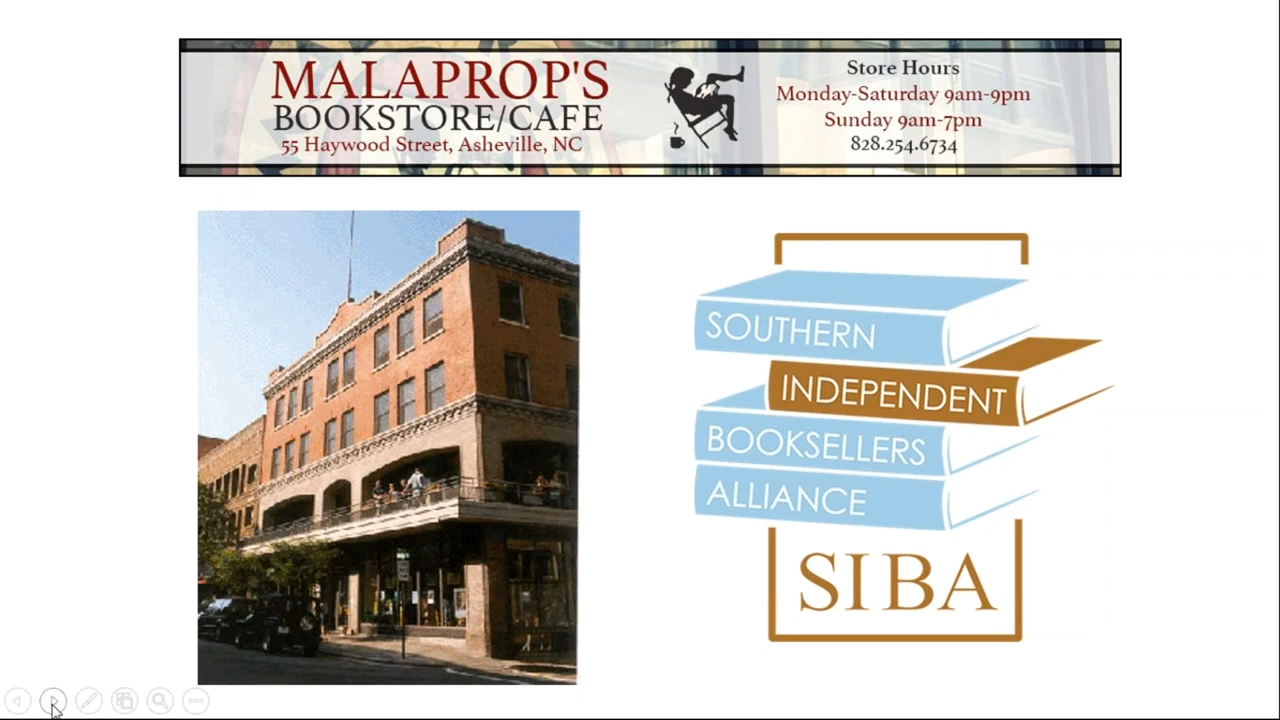 MALAPROP'S
BOOKSTORE/CAFE
55 Haywood Street, Asheville, NC
Store Hours
Monday-Saturday 9am-9pm
Sunday 9am-7pm
828.254.6734
SOUTHERN
INDEPENDENT
BOOKSELLERS
ALLIANCE
SIBA